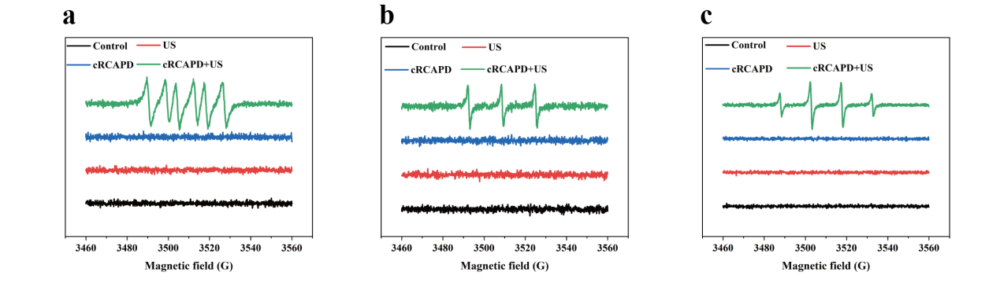 a
Control US
cRCAPD cRCAPD+US
3460 3480 3500 3520 3540 3560
Magnetic field (G)
b
Control US
cRCAPD cRCAPD+US
3460 3480 3500 3520 3540 3560
Magnetic field (G)
c
Control US
cRCAPD cRCAPD+US
3460 3480 3500 3520 3540 3560
Magnetic field (G)